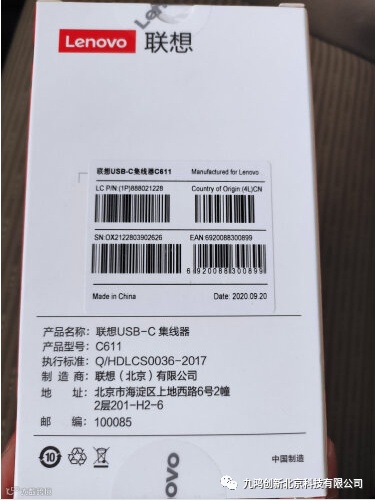 Lenovo 联想
联想USB-C集线器C611
Manufactured for Lenovo
LC P/N:(1P)888021228
Country of Origin (4L)CN
SN:OX2122803902626
EAN:6920088300899
6920088300899
Made in China
Date: 2020.09.20
产品名称: 联想USB-C 集线器
产品型号: C611
执行标准: Q/HDLCS0036-2017
制造商: 联想（北京）有限公司
地址: 北京市海淀区上地西路6号2幢
2层201-H2-6
邮编: 100085
10
中国制造
Lenovo
九鸿创新北京科技有限公司